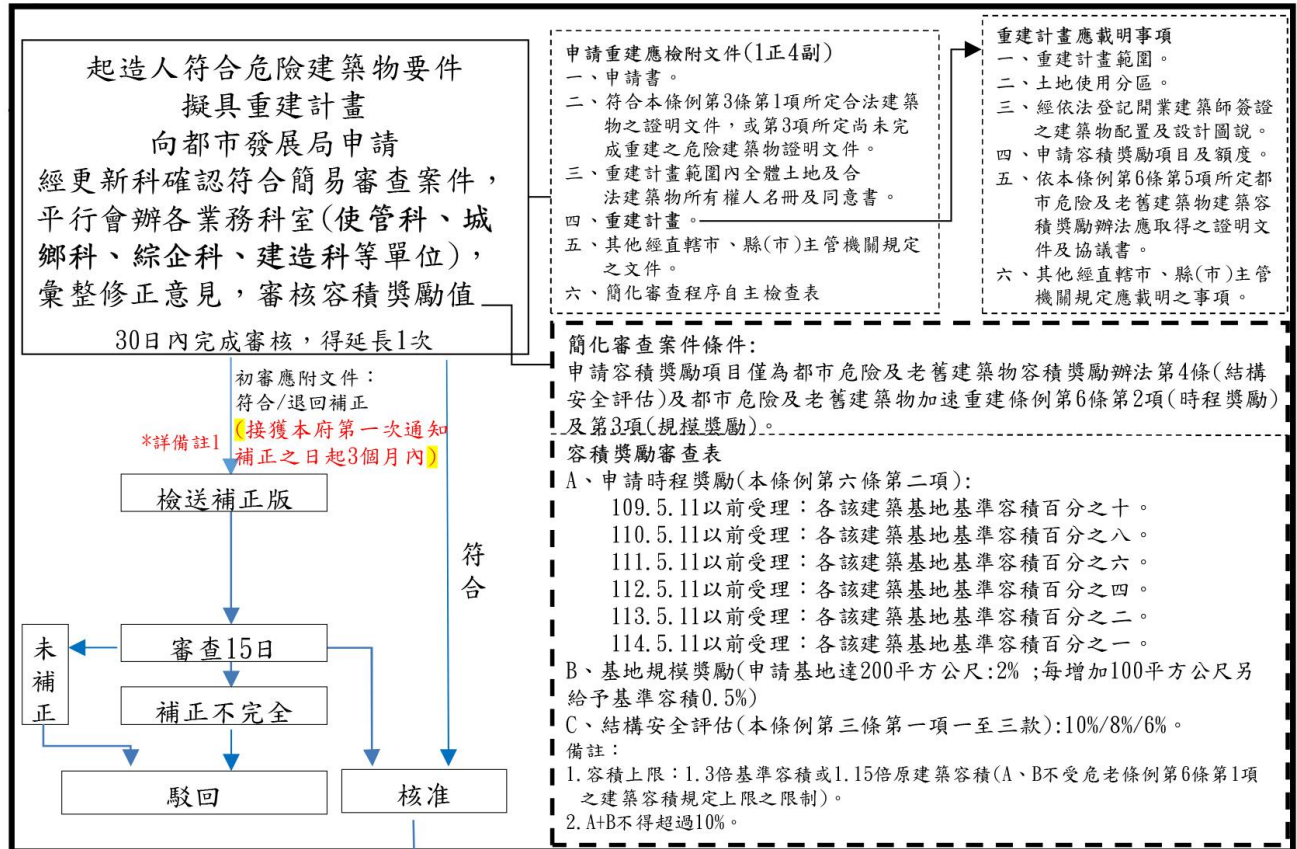 起造人符合危險建築物要件
擬具重建計畫
向都市發展局申請
經更新科確認符合簡易審查案件，
平行會辦各業務科室(使管科、城
鄉科、綜企科、建造科等單位)，
彙整修正意見，審核容積獎勵值
30日內完成審核，得延長1次
申請重建應檢附文件(1正4副)
一、申請書。
二、符合本條例第3條第1項所定合法建築
物之證明文件，或第3項所定尚未完
成重建之危險建築物證明文件。
三、重建計畫範圍內全體土地及合
法建築物所有權人名冊及同意書。
四、重建計畫。
五、其他經直轄市、縣(市)主管機關規定
之文件。
六、簡化審查程序自主檢查表
重建計畫應載明事項
一、重建計畫範圍。
二、土地使用分區。
三、經依法登記開業建築師簽證
之建築物配置及設計圖說。
四、申請容積獎勵項目及額度。
五、依本條例第6條第5項所定都
市危險及老舊建築物建築容
積獎勵辦法應取得之證明文
件及協議書。
六、其他經直轄市、縣(市)主管
機關規定應載明之事項。
初審應附文件：
符合/退回補正
(接獲本府第一次通知
補正之日起3個月內)
*詳備註1
檢送補正版
符合
審查15日
未補正
補正不完全
駁回
核准
簡化審查案件條件:
申請容積獎勵項目僅為都市危險及老舊建築物容積獎勵辦法第4條(結構
安全評估)及都市危險及老舊建築物加速重建條例第6條第2項(時程獎勵)
及第3項(規模獎勵)。
容積獎勵審查表
A、申請時程獎勵(本條例第六條第二項):
109.5.11以前受理：各該建築基地基準容積百分之十。
110.5.11以前受理：各該建築基地基準容積百分之八。
111.5.11以前受理：各該建築基地基準容積百分之六。
112.5.11以前受理：各該建築基地基準容積百分之四。
113.5.11以前受理：各該建築基地基準容積百分之二。
114.5.11以前受理：各該建築基地基準容積百分之一。
B、基地規模獎勵(申請基地達200平方公尺:2% ;每增加100平方公尺另
給予基準容積0.5%)
C、結構安全評估(本條例第三條第一項一至三款):10%/8%/6%。
備註：
1.容積上限：1.3倍基準容積或1.15倍原建築容積(A、B不受危老條例第6條第1項
之建築容積規定上限之限制)。
2.A+B不得超過10%。